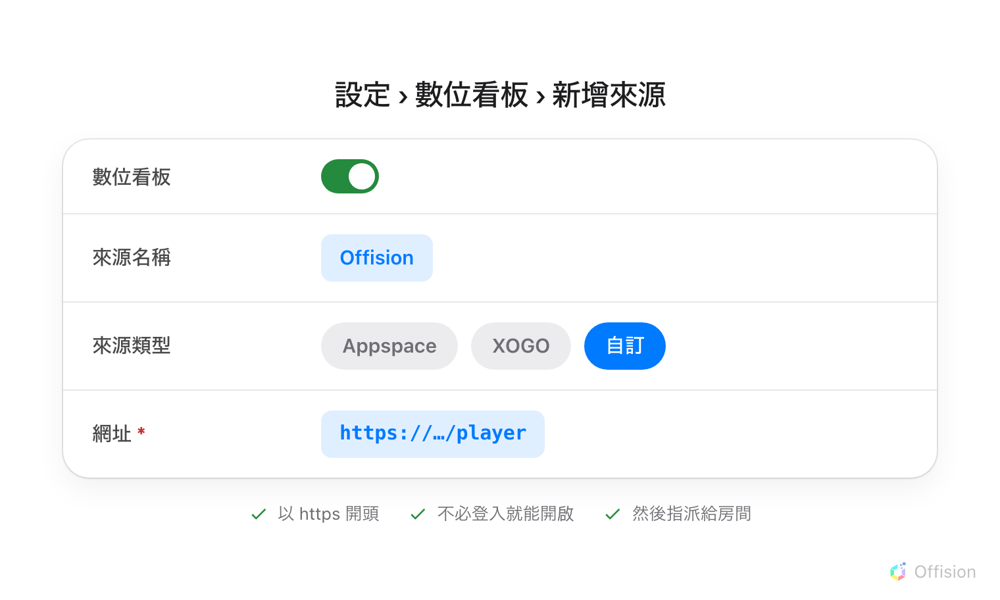 設定 › 數位看板 › 新增來源
數位看板
來源名稱 Offision
來源類型 Appspace XOGO 自訂
網址 * https://…/player
以 https 開頭 不必登入就能開啟 然後指派給房間
Offision